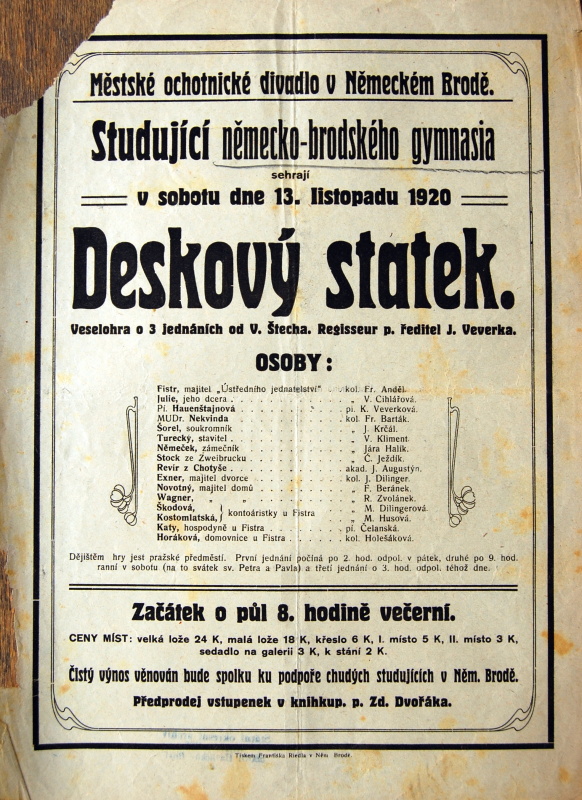 Městské ochotnické divadlo v Německém Brodě.
Studující německo-brodského gymnasia
sehrají
v sobotu dne 13. listopadu 1920
Deskový statek.
Veselohra o 3 jednáních od V. Štecha. Regisseur p. ředitel J. Veverka.
OSOBY:
Fistr, majitel „Ústředního jednatelství" . . . kol. Fr. Anděl.
Julie, jeho dcera . . . . . . . . . . . „ V. Cihlářová.
Pí. Hauenštajnová . . . . . . . . . . pí. K. Veverková.
MUDr. Nekvinda . . . . . . . . . . kol. Fr. Barták.
Šorel, soukromník . . . . . . . . . . „ J. Krčál.
Turecký, stavitel . . . . . . . . . . „ V. Kliment.
Němeček, zámečník . . . . . . . . . . „ Jára Halík.
Stock ze Zweibrucku . . . . . . . . . . „ Č. Ježdík.
Revír z Chotyše . . . . . . . . . . akad. J. Augustýn.
Exner, majitel dvorce . . . . . . . . kol. J. Dilinger.
Novotný, majitel domů . . . . . . . . „ F. Beránek.
Wagner, „ „ . . . . . . . . „ R. Zvolánek.
Škodová, } kontoáristky u Fistra . . „ M. Dilingerová.
Kostomlatská, „ M. Husová.
Katy, hospodyně u Fistra . . . . . . . pí. Čelanská.
Horáková, domovnice u Fistra . . . . . . kol. Holešáková.
Dějištěm hry jest pražské předměstí. První jednání počíná po 2. hod. odpol. v pátek, druhé po 9. hod.
ranní v sobotu (na to svátek sv. Petra a Pavla) a třetí jednání o 3. hod. odpol. téhož dne.
Začátek o půl 8. hodině večerní.
CENY MÍST: velká lože 24 K, malá lože 18 K, křeslo 6 K, I. místo 5 K, II. místo 3 K,
sedadlo na galerii 3 K, k stání 2 K.
Čistý výnos věnován bude spolku ku podpoře chudých studujících v Něm. Brodě.
Předprodej vstupenek v knihkup. p. Zd. Dvořáka.
Tiskem Františka Riedla v Něm. Brodě.